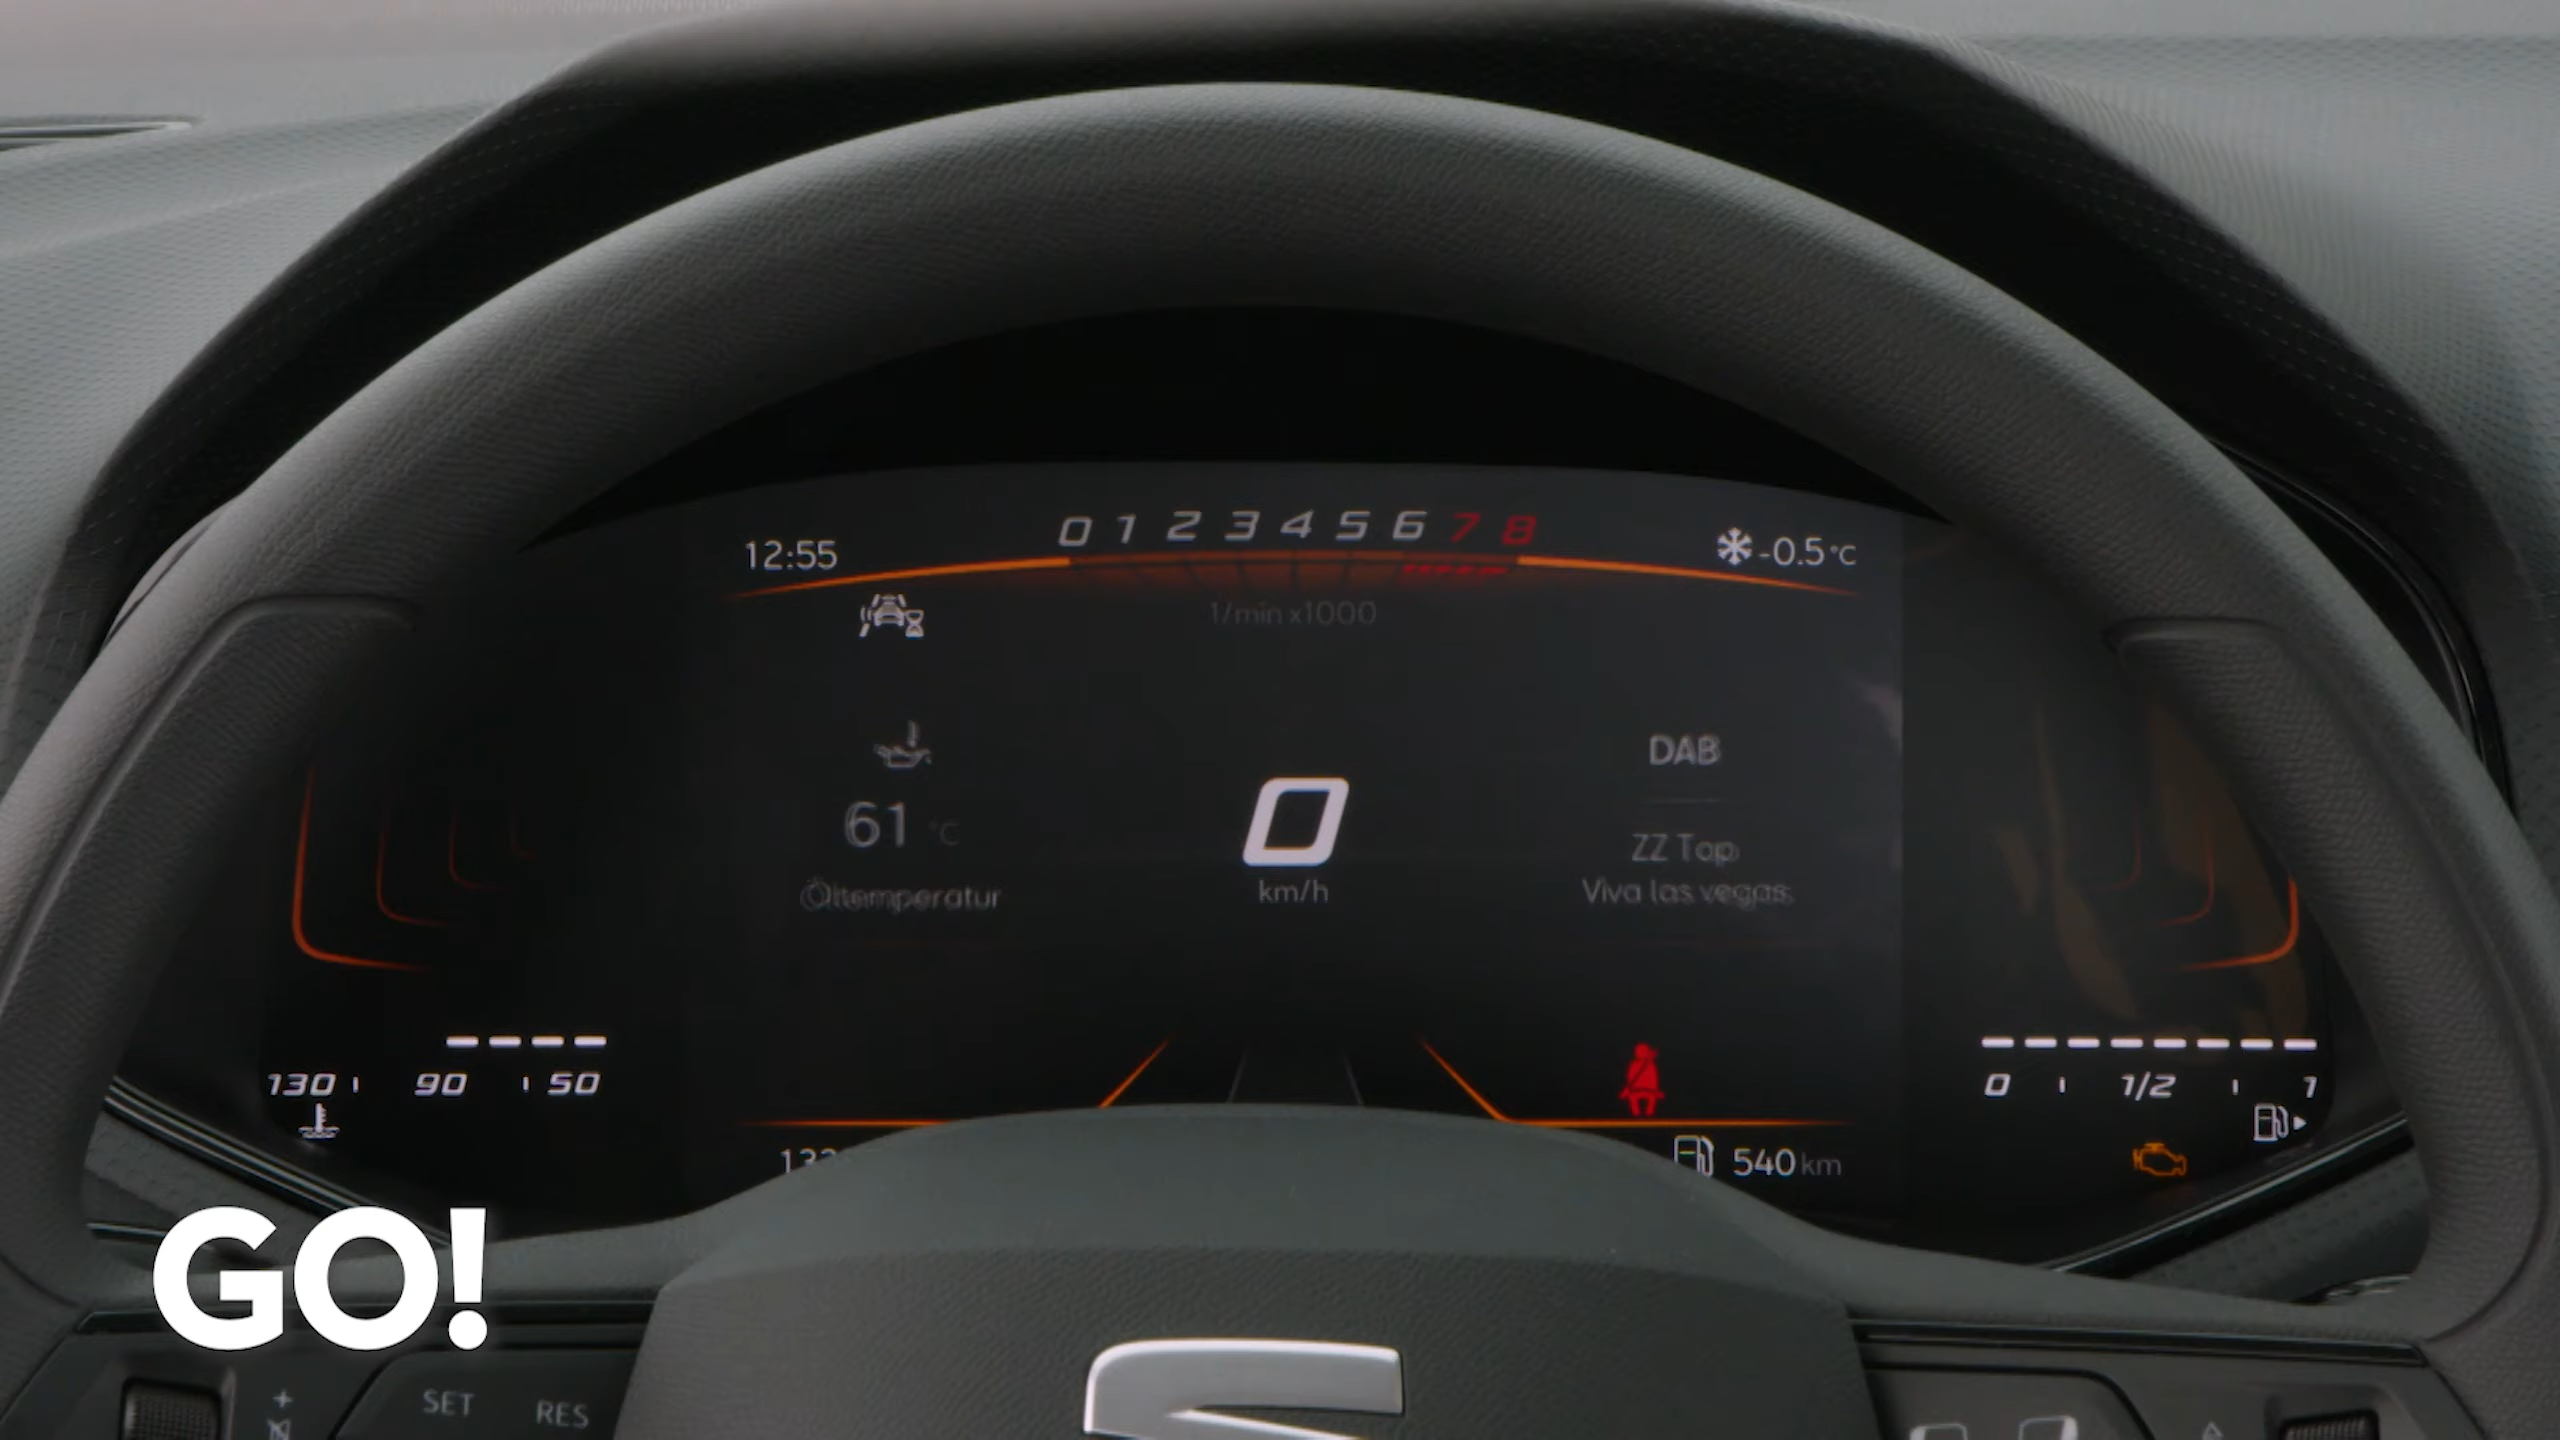 0 1 2 3 4 5 6 7 8
12:55
-0.5 °C
1/min x1000
61 °C
Öltemperatur
0
km/h
DAB
ZZ Top
Viva las vegas
130 90 50
0 1/2 1
540 km
GO!
SET RES